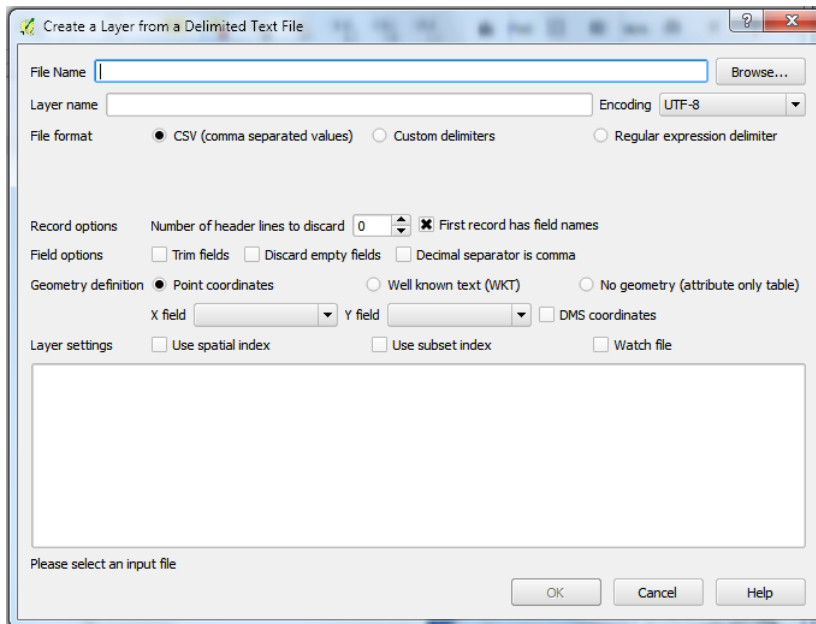 Create a Layer from a Delimited Text File
File Name Browse...
Layer name Encoding UTF-8
File format CSV (comma separated values) Custom delimiters Regular expression delimiter
Record options Number of header lines to discard 0 First record has field names
Field options Trim fields Discard empty fields Decimal separator is comma
Geometry definition Point coordinates Well known text (WKT) No geometry (attribute only table)
X field Y field DMS coordinates
Layer settings Use spatial index Use subset index Watch file
Please select an input file
OK Cancel Help